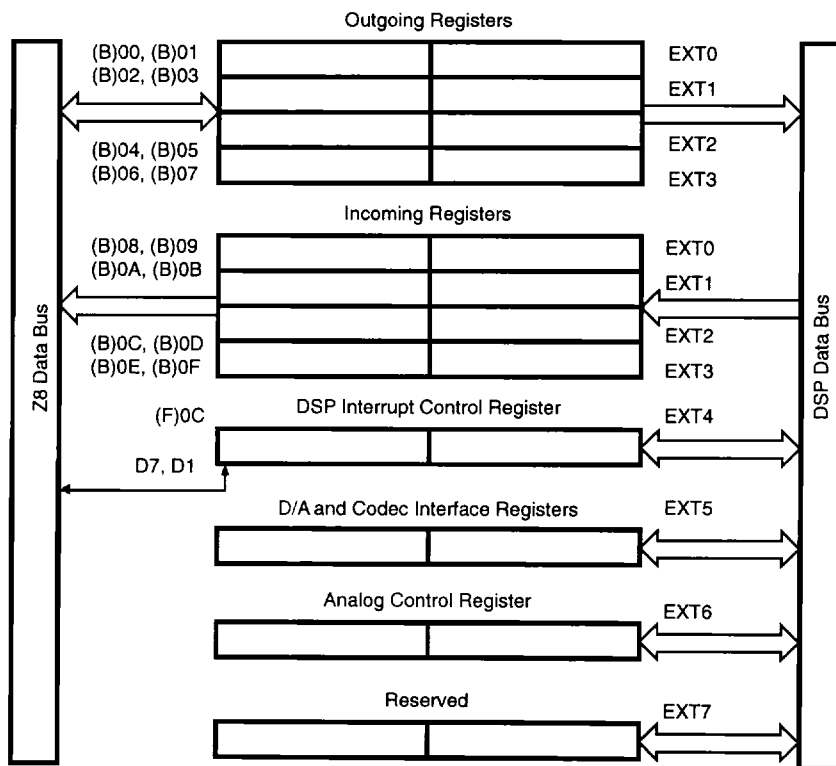 Outgoing Registers
(B)00, (B)01
EXT0
(B)02, (B)03
EXT1
(B)04, (B)05
EXT2
(B)06, (B)07
EXT3
Incoming Registers
(B)08, (B)09
EXT0
(B)0A, (B)0B
EXT1
(B)0C, (B)0D
EXT2
(B)0E, (B)0F
EXT3
Z8 Data Bus
DSP Data Bus
(F)0C
DSP Interrupt Control Register
EXT4
D7, D1
D/A and Codec Interface Registers
EXT5
Analog Control Register
EXT6
Reserved
EXT7